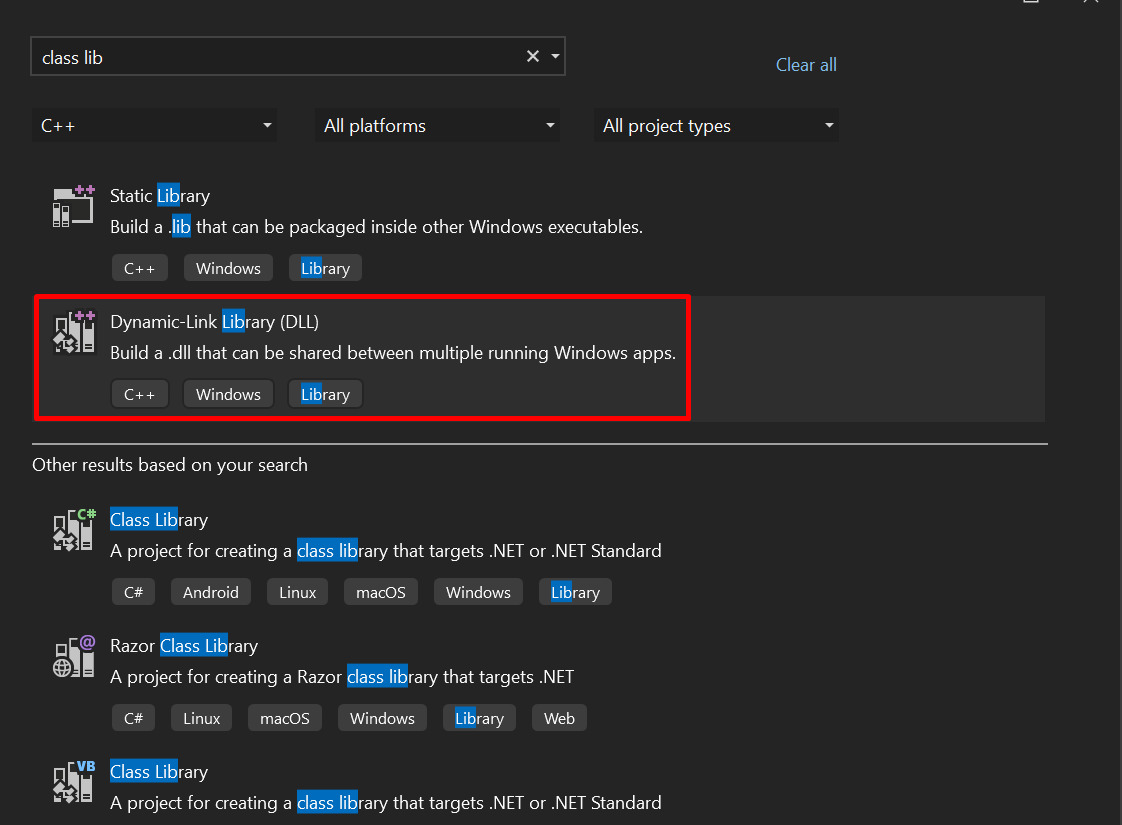 class lib
Clear all
C++ All platforms All project types
Static Library
Build a .lib that can be packaged inside other Windows executables.
C++ Windows Library
Dynamic-Link Library (DLL)
Build a .dll that can be shared between multiple running Windows apps.
C++ Windows Library
Other results based on your search
C#
Class Library
A project for creating a class library that targets .NET or .NET Standard
C# Android Linux macOS Windows Library
@
Razor Class Library
A project for creating a Razor class library that targets .NET
C# Linux macOS Windows Library Web
VB
Class Library
A project for creating a class library that targets .NET or .NET Standard